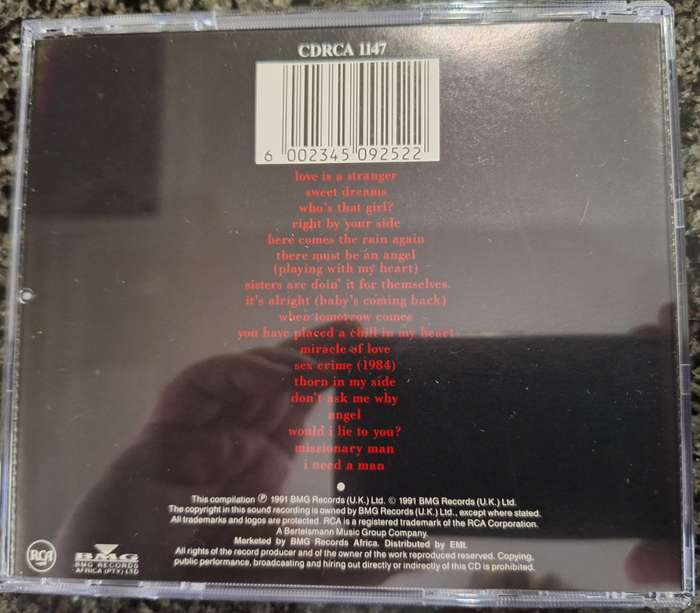 CDRCA 1147
6 002345 092522
love is a stranger
sweet dreams
who's that girl?
right by your side
here comes the rain again
there must be an angel
(playing with my heart)
sisters are doin' it for themselves.
it's alright (baby's coming back)
when tomorrow comes
you have placed a chill in my heart
miracle of love
sex crime (1984)
thorn in my side
don't ask me why
angel
would i lie to you?
missionary man
i need a man
This compilation Ⓟ 1991 BMG Records (U.K.) Ltd. © 1991 BMG Records (U.K.) Ltd.
The copyright in this sound recording is owned by BMG Records (U.K.) Ltd., except where stated.
All trademarks and logos are protected. RCA is a registered trademark of the RCA Corporation.
A Bertelsmann Music Group Company.
Marketed by BMG Records Africa. Distributed by EMI.
All rights of the record producer and of the owner of the work reproduced reserved. Copying,
public performance, broadcasting and hiring out directly or indirectly of this CD is prohibited.
RCA
BMG
BMG RECORDS
AFRICA (PTY) LTD